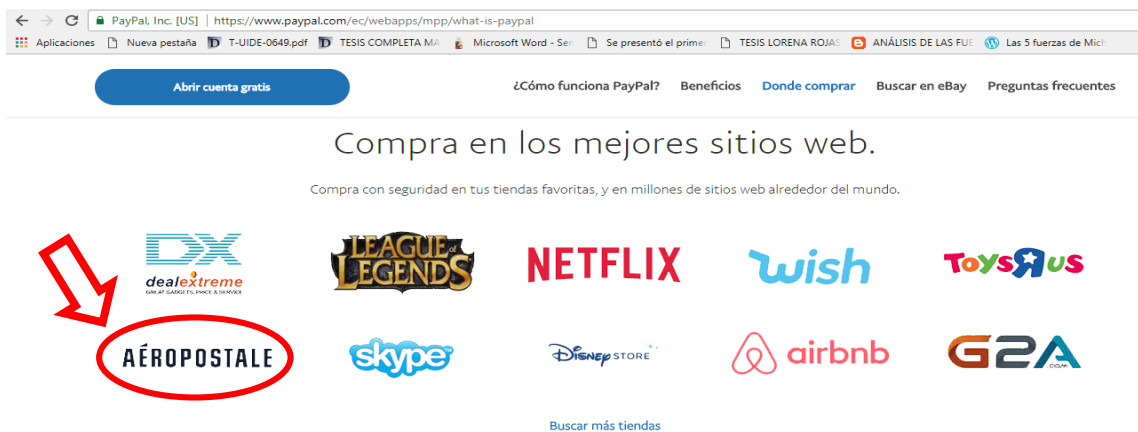 PayPal, Inc. [US] | https://www.paypal.com/ec/webapps/mpp/what-is-paypal
Aplicaciones Nueva pestaña T-UIDE-0649.pdf TESIS COMPLETA MA Microsoft Word - Sen Se presentó el primer TESIS LORENA ROJAS ANÁLISIS DE LAS FUE Las 5 fuerzas de Mich
Abrir cuenta gratis ¿Cómo funciona PayPal? Beneficios Donde comprar Buscar en eBay Preguntas frecuentes
Compra en los mejores sitios web.
Compra con seguridad en tus tiendas favoritas, y en millones de sitios web alrededor del mundo.
DX
dealextreme
GREAT GADGETS, PRICE & SERVICE
LEAGUE of LEGENDS
NETFLIX
wish
ToysЯus
AÉROPOSTALE
skype
Disney STORE
airbnb
G2A
.COM
Buscar más tiendas